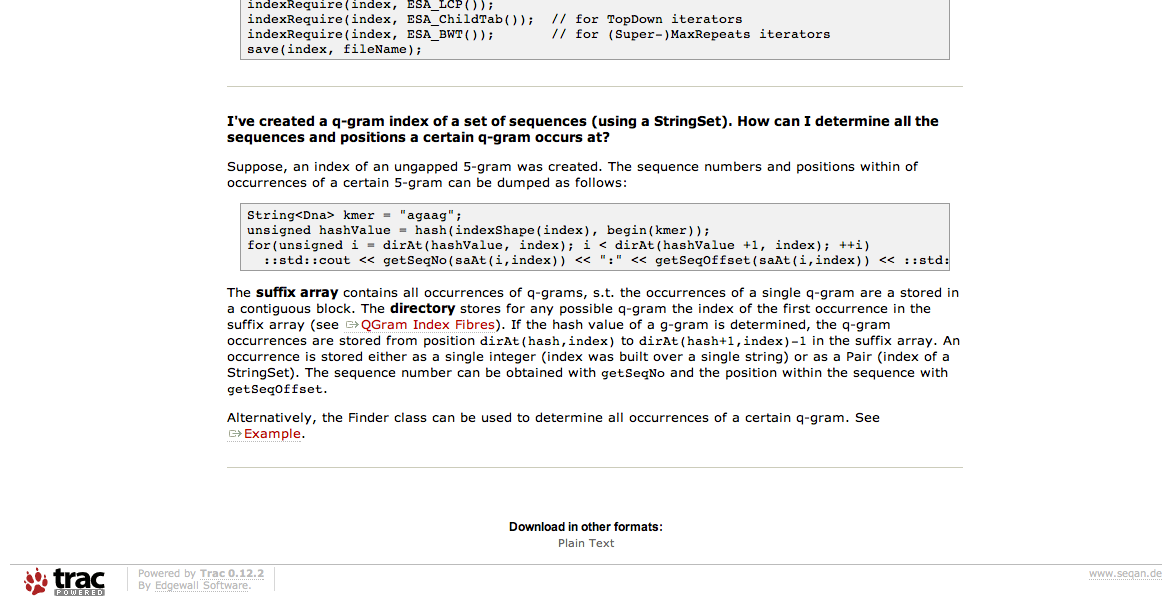 indexRequire(index, ESA_LCP());
indexRequire(index, ESA_ChildTab());  // for TopDown iterators
indexRequire(index, ESA_BWT());       // for (Super-)MaxRepeats iterators
save(index, fileName);
I've created a q-gram index of a set of sequences (using a StringSet). How can I determine all the
sequences and positions a certain q-gram occurs at?
Suppose, an index of an ungapped 5-gram was created. The sequence numbers and positions within of
occurrences of a certain 5-gram can be dumped as follows:
String<Dna> kmer = "agaag";
unsigned hashValue = hash(indexShape(index), begin(kmer));
for(unsigned i = dirAt(hashValue, index); i < dirAt(hashValue +1, index); ++i)
  ::std::cout << getSeqNo(saAt(i,index)) << ":" << getSeqOffset(saAt(i,index)) << ::std:
The suffix array contains all occurrences of q-grams, s.t. the occurrences of a single q-gram are a stored in
a contiguous block. The directory stores for any possible q-gram the index of the first occurrence in the
suffix array (see QGram Index Fibres). If the hash value of a g-gram is determined, the q-gram
occurrences are stored from position dirAt(hash,index) to dirAt(hash+1,index)-1 in the suffix array. An
occurrence is stored either as a single integer (index was built over a single string) or as a Pair (index of a
StringSet). The sequence number can be obtained with getSeqNo and the position within the sequence with
getSeqOffset.
Alternatively, the Finder class can be used to determine all occurrences of a certain q-gram. See
Example.
Download in other formats:
Plain Text
trac
POWERED
Powered by Trac 0.12.2
By Edgewall Software.
www.seqan.de